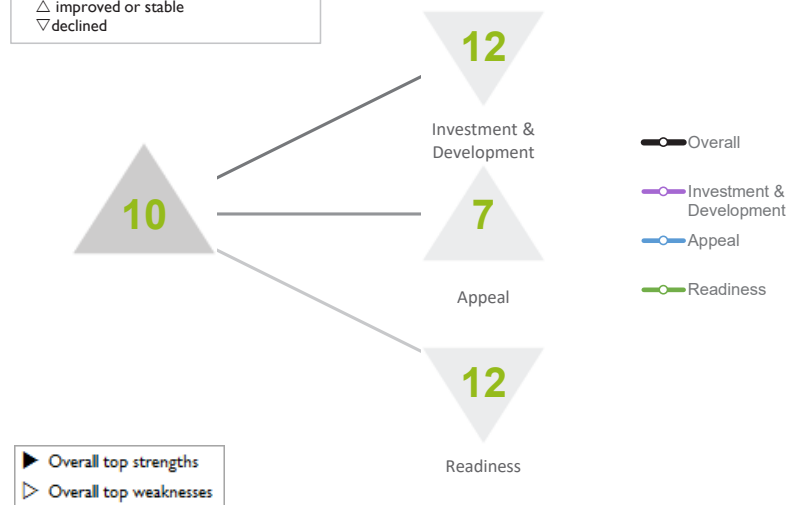 △ improved or stable
▽ declined
12
Investment &
Development
10
7
Appeal
12
Readiness
Overall
Investment &
Development
Appeal
Readiness
▶ Overall top strengths
▷ Overall top weaknesses